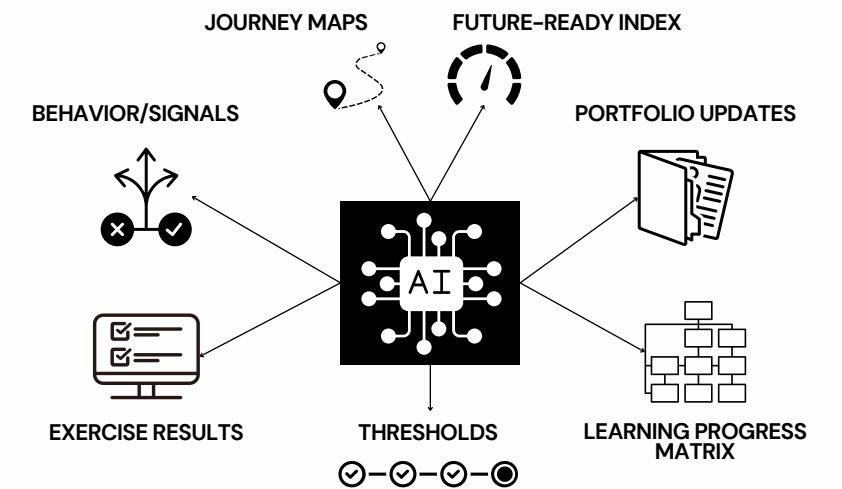 JOURNEY MAPS
FUTURE-READY INDEX
BEHAVIOR/SIGNALS
PORTFOLIO UPDATES
AI
EXERCISE RESULTS
THRESHOLDS
LEARNING PROGRESS
MATRIX